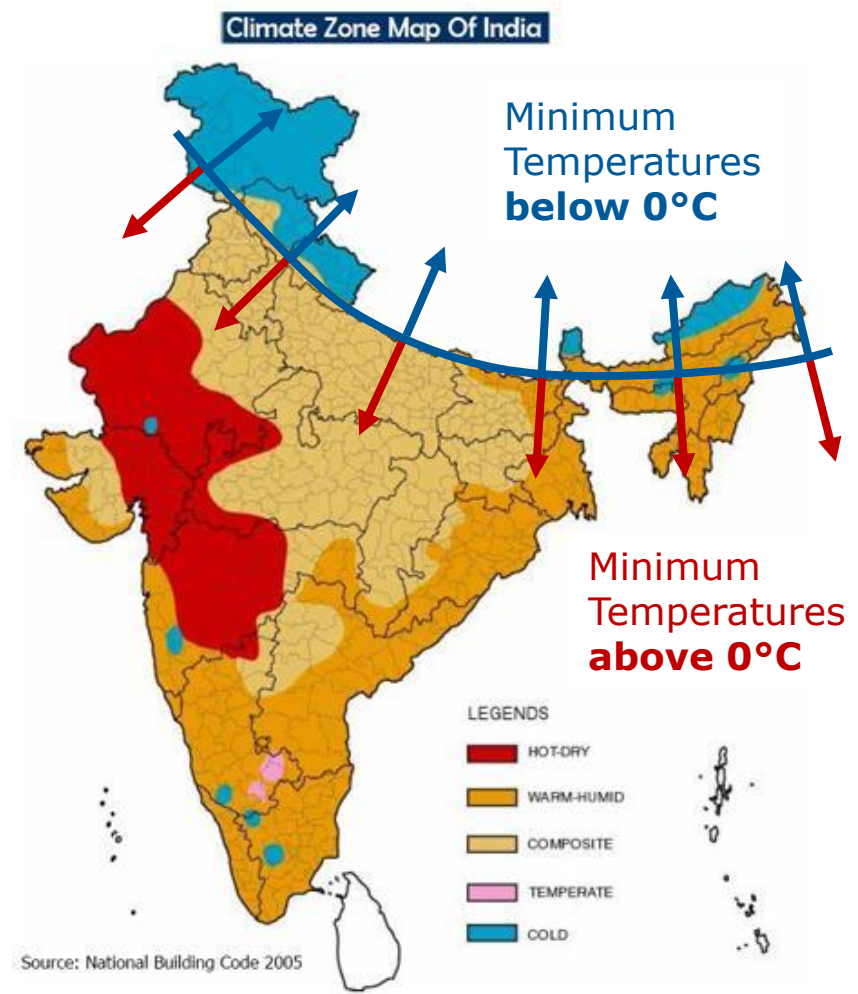 Climate Zone Map Of India
Minimum
Temperatures
below 0°C
Minimum
Temperatures
above 0°C
LEGENDS
HOT-DRY
WARM-HUMID
COMPOSITE
TEMPERATE
COLD
Source: National Building Code 2005